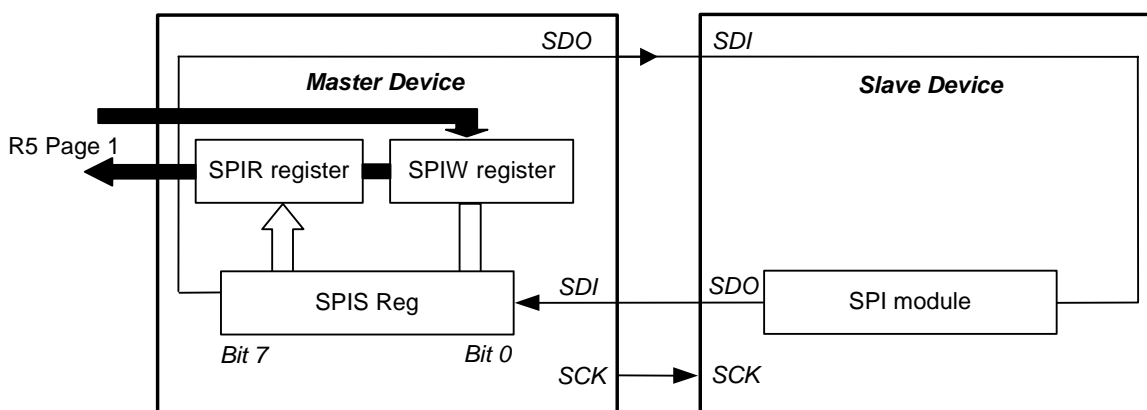 SDO SDI
Master Device Slave Device
R5 Page 1
SPIR register SPIW register
SDI SDO
SPIS Reg SPI module
Bit 7 Bit 0
SCK SCK